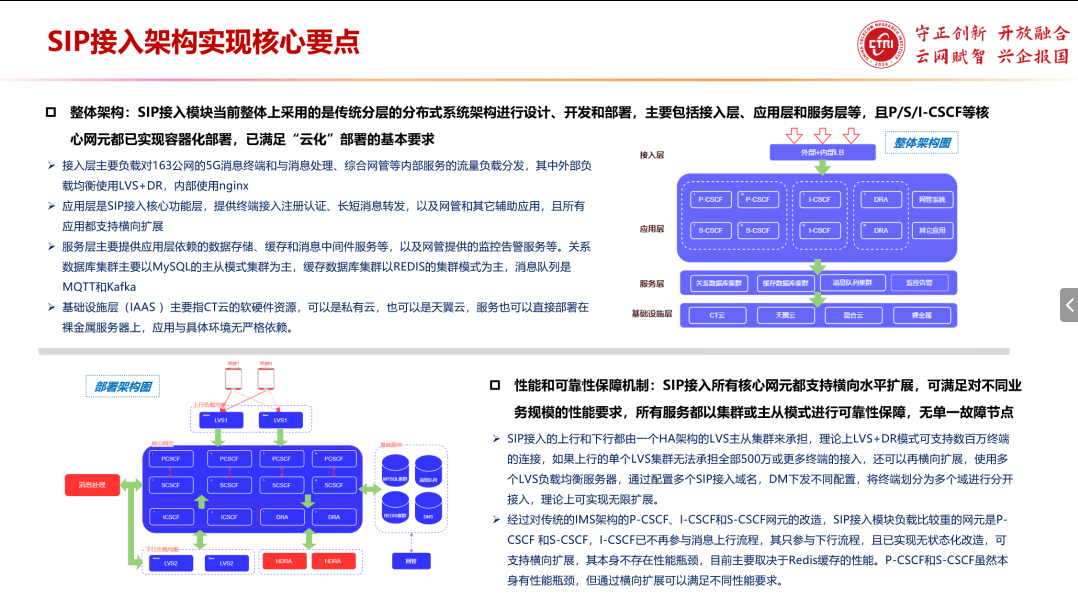 SIP接入架构实现核心要点
CTRI
守正创新 开放融合
云网赋智 兴企报国
整体架构：SIP接入模块当前整体上采用的是传统分层的分布式系统架构进行设计、开发和部署，主要包括接入层、应用层和服务层等，且P/S/I-CSCF等核
心网元都已实现容器化部署，已满足“云化”部署的基本要求
接入层主要负载对163公网的5G消息终端和与消息处理、综合网管等内部服务的流量负载分发，其中外部负
载均衡使用LVS+DR，内部使用nginx
应用层是SIP接入核心功能层，提供终端接入注册认证、长短消息转发，以及网管和其它辅助应用，且所有
应用都支持横向扩展
服务层主要提供应用层依赖的数据存储、缓存和消息中间件服务等，以及网管提供的监控告警服务等。关系
数据库集群主要以MySQL的主从模式集群为主，缓存数据库集群以REDIS的集群模式为主，消息队列是
MQTT和Kafka
基础设施层（IAAS ）主要指CT云的软硬件资源，可以是私有云，也可以是天翼云，服务也可以直接部署在
裸金属服务器上，应用与具体环境无严格依赖。
整体架构图
接入层
外部+内部LB
应用层
P-CSCF P-CSCF I-CSCF DRA 网管系统
S-CSCF S-CSCF I-CSCF DRA 其它应用
服务层
关系数据库集群 缓存数据库集群 消息队列集群 监控告警
基础设施层
CT云 天翼云 混合云 裸金属
部署架构图
上行负载均衡
LVS1 LVS1
核心网元
PCSCF PCSCF PCSCF PCSCF
SCSCF SCSCF SCSCF SCSCF
ICSCF ICSCF DRA DRA
消息处理
基础服务
MYSQL集群 消息队列
REDIS集群 DNS
网管
下行负载均衡
LVS2 LVS2 HDRA HDRA
性能和可靠性保障机制：SIP接入所有核心网元都支持横向水平扩展，可满足对不同业
务规模的性能要求，所有服务都以集群或主从模式进行可靠性保障，无单一故障节点
SIP接入的上行和下行都由一个HA架构的LVS主从集群来承担，理论上LVS+DR模式可支持数百万终端
的连接，如果上行的单个LVS集群无法承担全部500万或更多终端的接入，还可以再横向扩展，使用多
个LVS负载均衡服务器，通过配置多个SIP接入域名，DM下发不同配置，将终端划分为多个域进行分开
接入，理论上可实现无限扩展。
经过对传统的IMS架构的P-CSCF、I-CSCF和S-CSCF网元的改造，SIP接入模块负载比较重的网元是P-
CSCF 和S-CSCF，I-CSCF已不再参与消息上行流程，其只参与下行流程，且已实现无状态化改造，可
支持横向扩展，其本身不存在性能瓶颈，目前主要取决于Redis缓存的性能。P-CSCF和S-CSCF虽然本
身有性能瓶颈，但通过横向扩展可以满足不同性能要求。